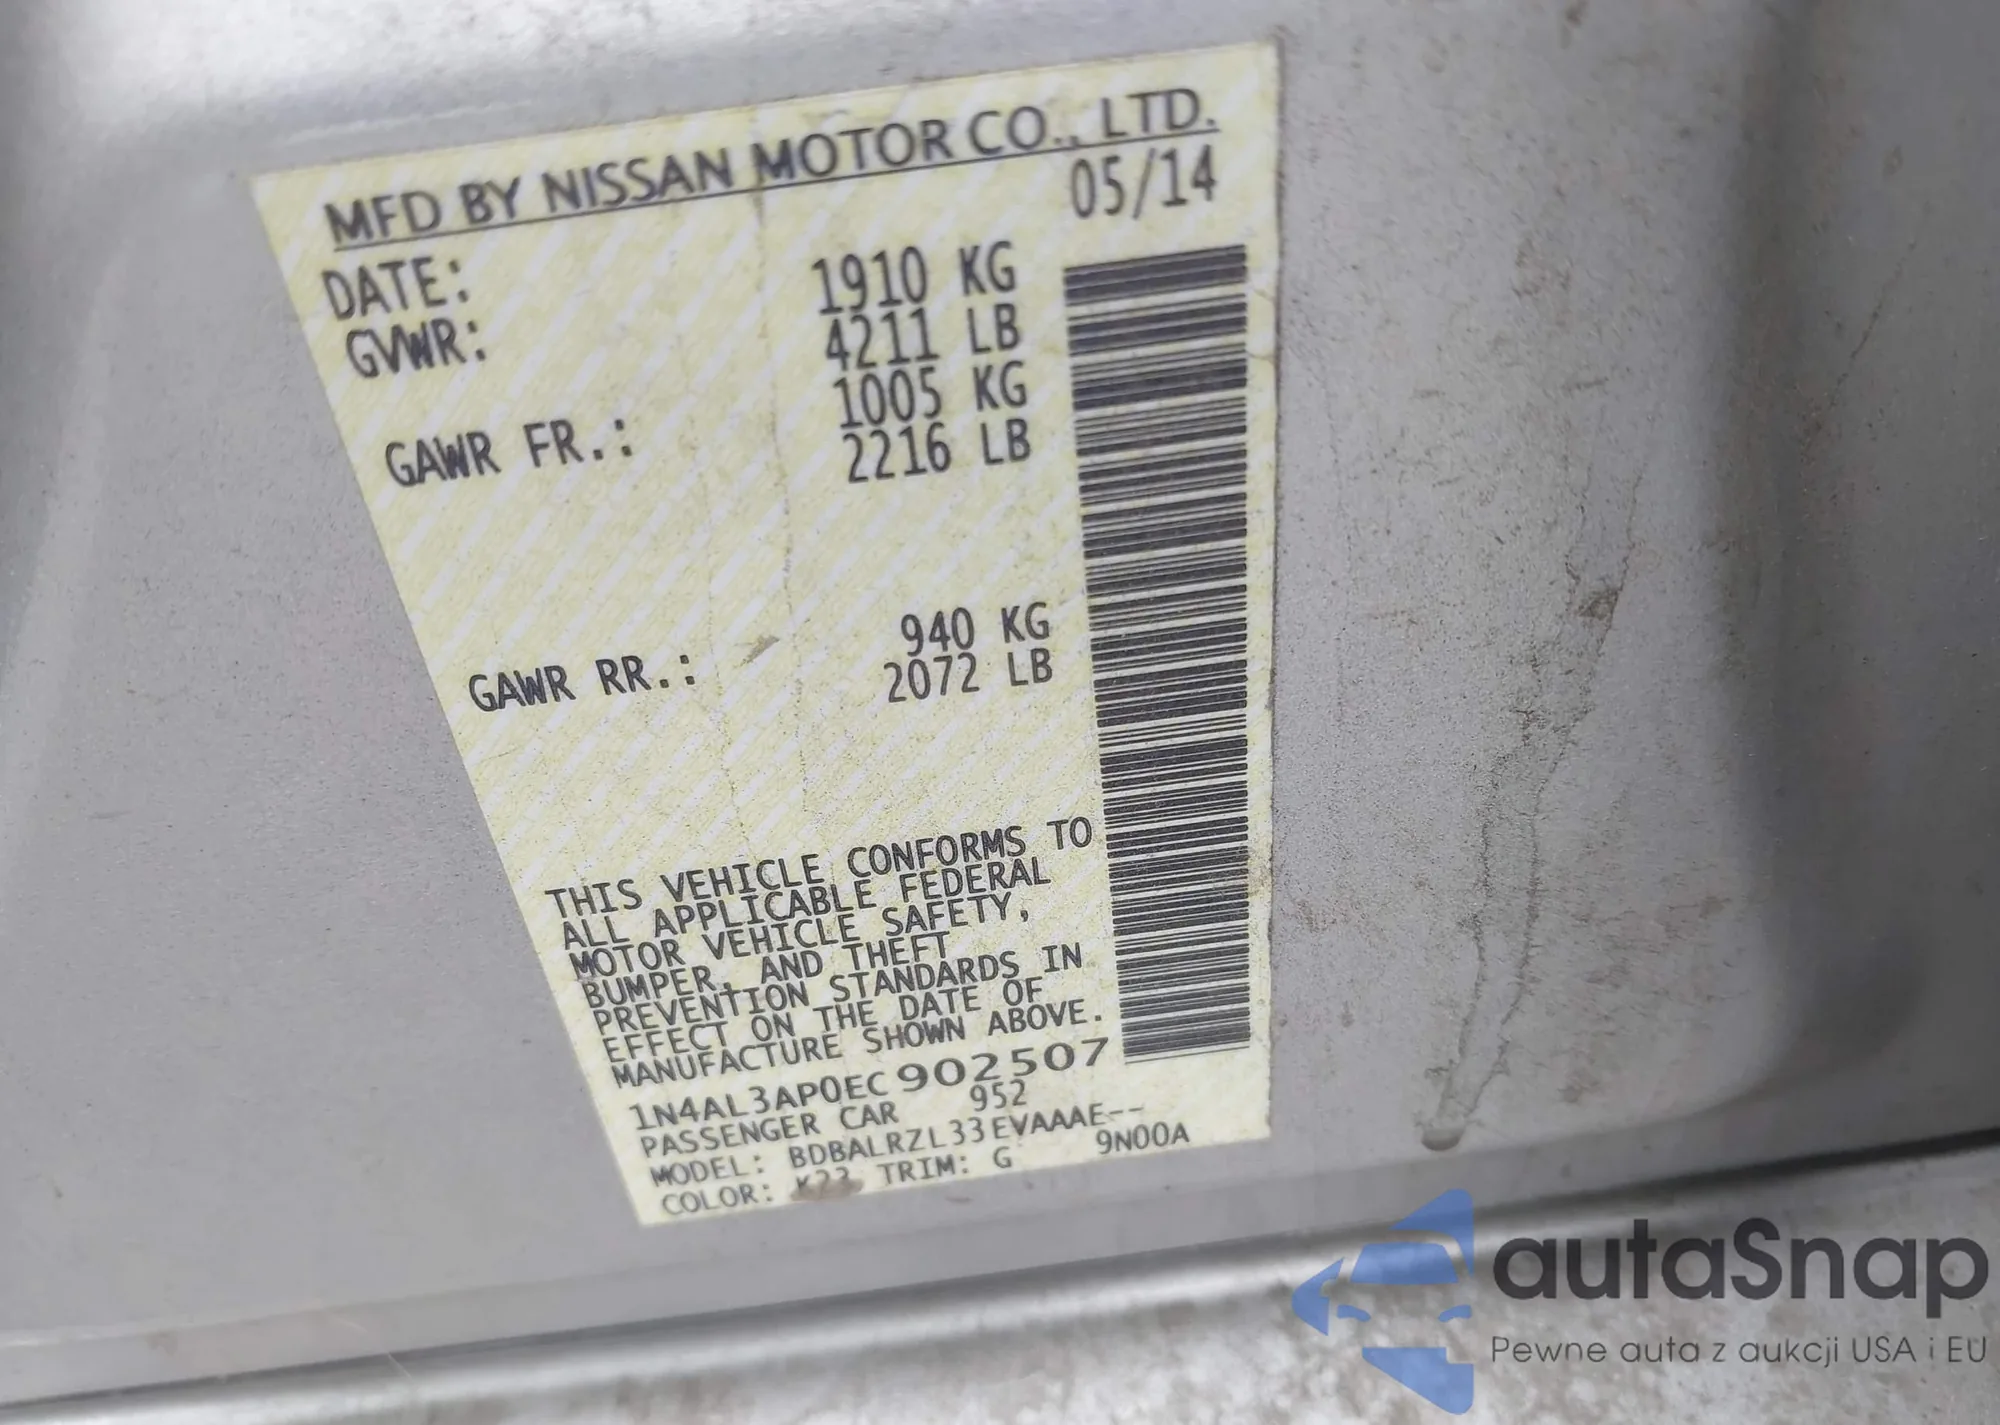 MFD BY NISSAN MOTOR CO., LTD.
DATE: 05/14
GVWR: 1910 KG
4211 LB
GAWR FR.: 1005 KG
2216 LB
GAWR RR.: 940 KG
2072 LB
THIS VEHICLE CONFORMS TO
ALL APPLICABLE FEDERAL
MOTOR VEHICLE SAFETY,
BUMPER, AND THEFT
PREVENTION STANDARDS IN
EFFECT ON THE DATE OF
MANUFACTURE SHOWN ABOVE.
1N4AL3AP0EC902507
PASSENGER CAR 952
MODEL: BDBALRZL33EVAAAE--
COLOR: K23 TRIM: G 9N00A
autaSnap
Pewne auta z aukcji USA i EU